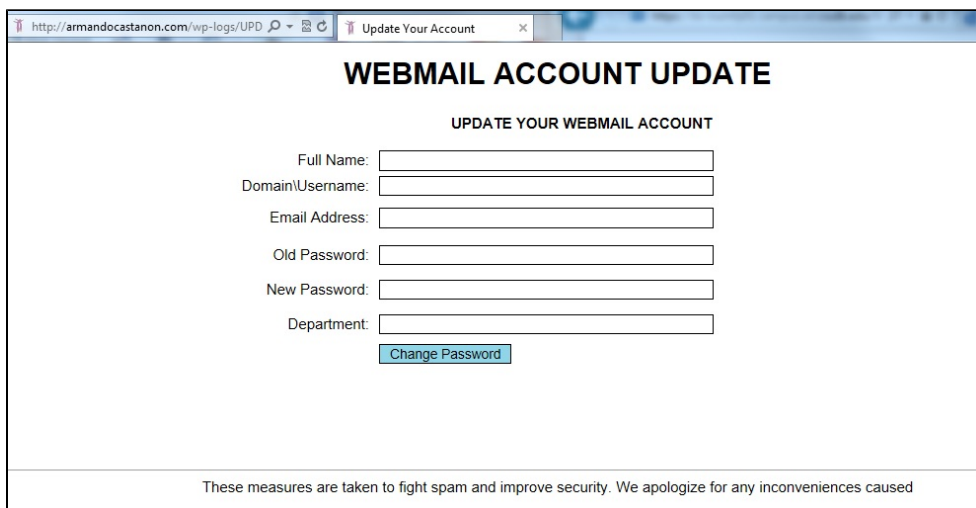 http://armandocastanon.com/wp-logs/UPD
Update Your Account
WEBMAIL ACCOUNT UPDATE
UPDATE YOUR WEBMAIL ACCOUNT
Full Name:
Domain\Username:
Email Address:
Old Password:
New Password:
Department:
Change Password
These measures are taken to fight spam and improve security. We apologize for any inconveniences caused